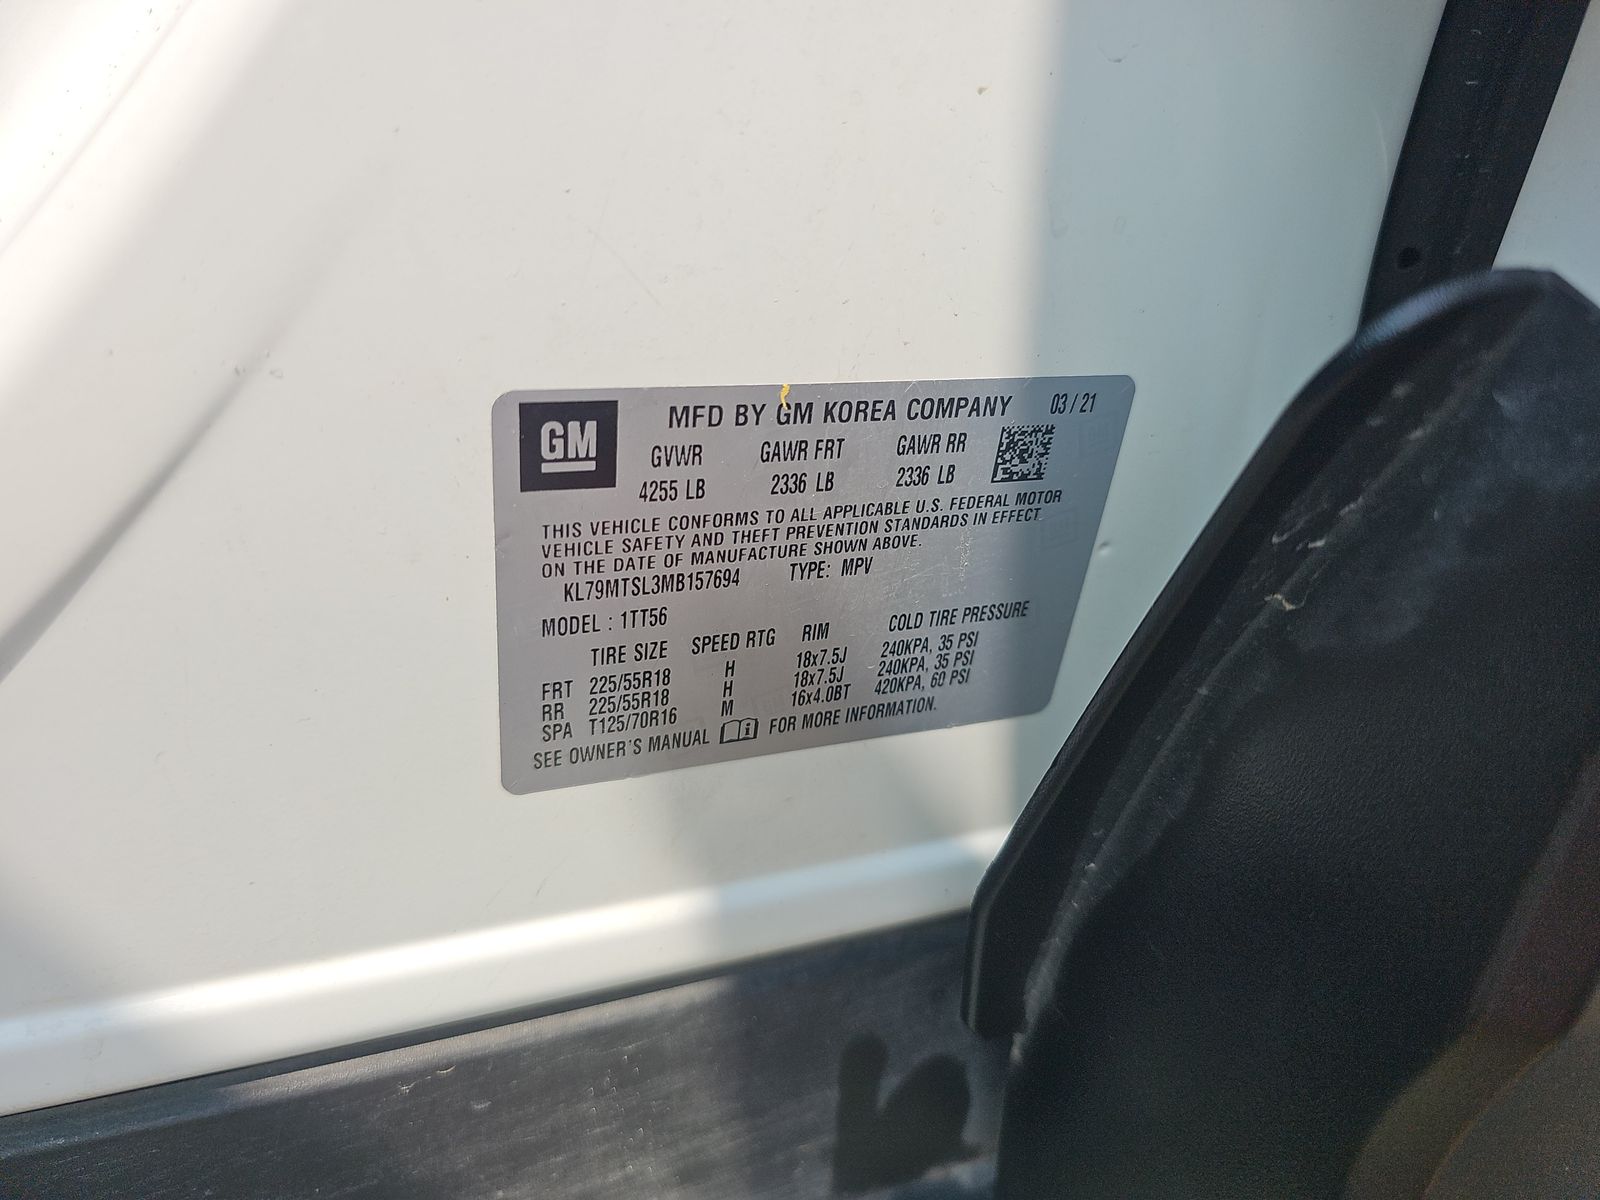 GM
MFD BY GM KOREA COMPANY 03/21
GVWR GAWR FRT GAWR RR
4255 LB 2336 LB 2336 LB
THIS VEHICLE CONFORMS TO ALL APPLICABLE U.S. FEDERAL MOTOR
VEHICLE SAFETY AND THEFT PREVENTION STANDARDS IN EFFECT
ON THE DATE OF MANUFACTURE SHOWN ABOVE.
KL79MTSL3MB157694 TYPE: MPV
MODEL : 1TT56
TIRE SIZE SPEED RTG RIM COLD TIRE PRESSURE
FRT 225/55R18 H 18x7.5J 240KPA, 35 PSI
RR 225/55R18 H 18x7.5J 240KPA, 35 PSI
SPA T125/70R16 M 16x4.0BT 420KPA, 60 PSI
SEE OWNER'S MANUAL i FOR MORE INFORMATION.